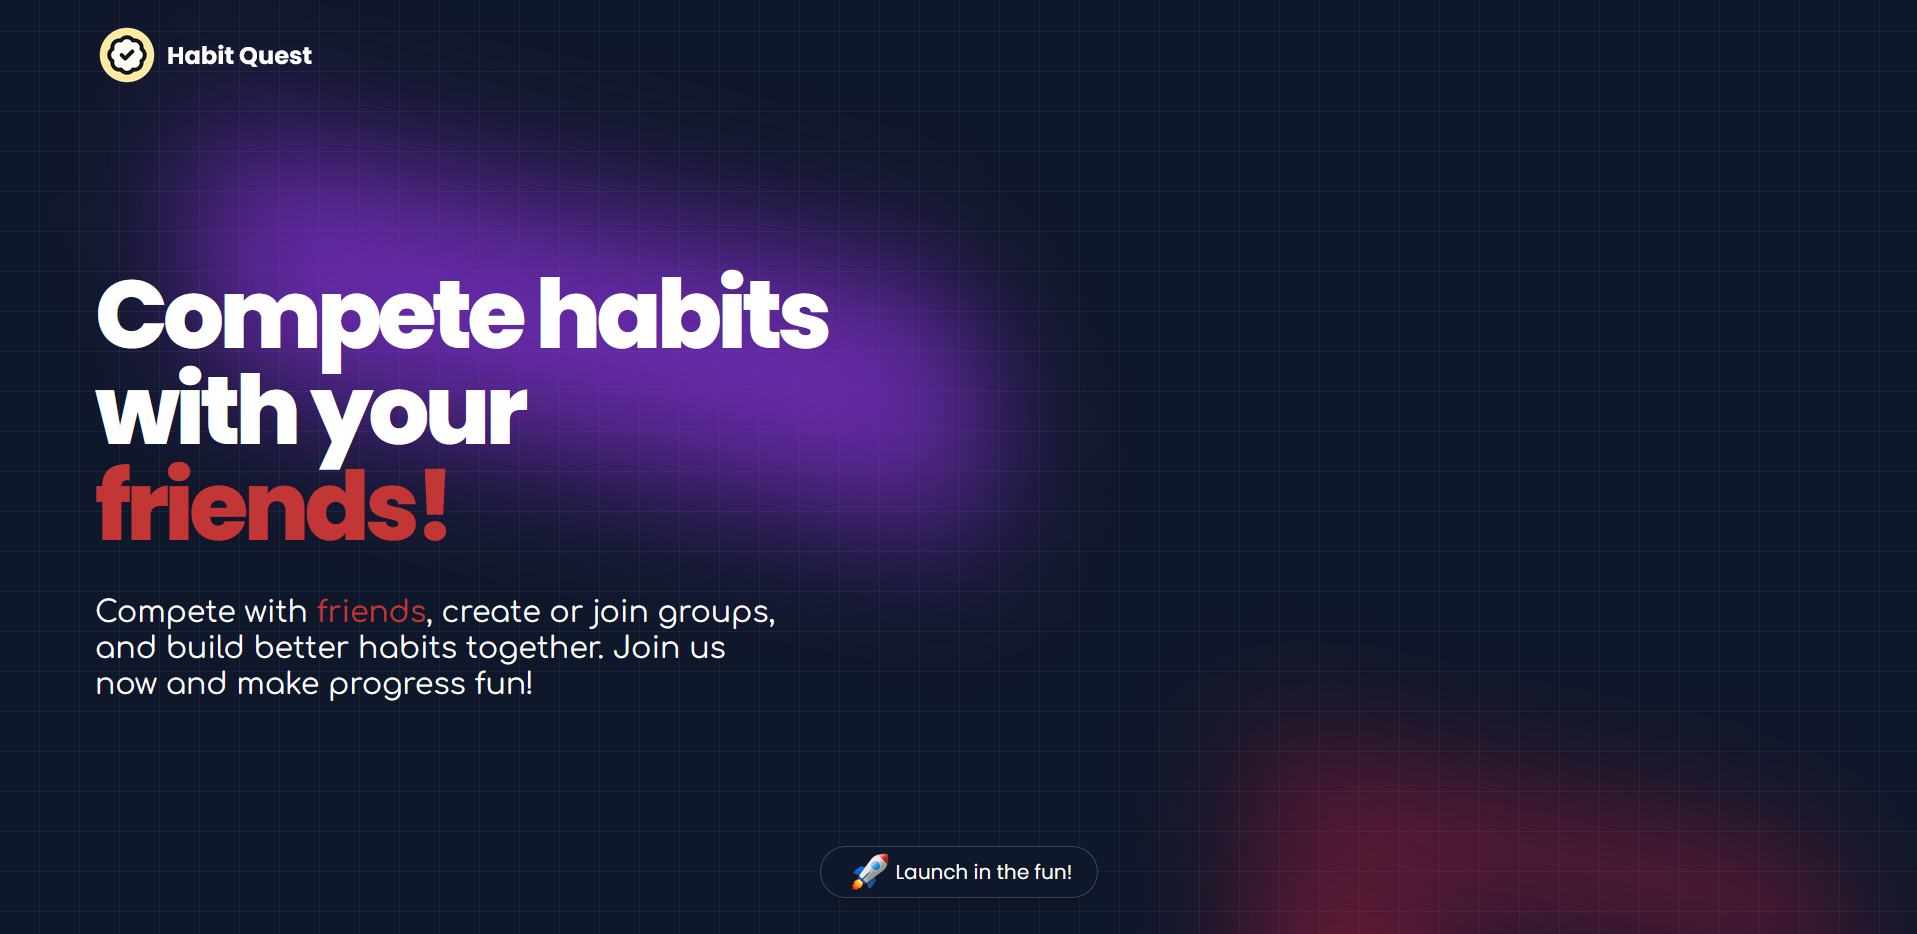 Habit Quest
Compete habits
with your
friends!
Compete with friends, create or join groups,
and build better habits together. Join us
now and make progress fun!
Launch in the fun!